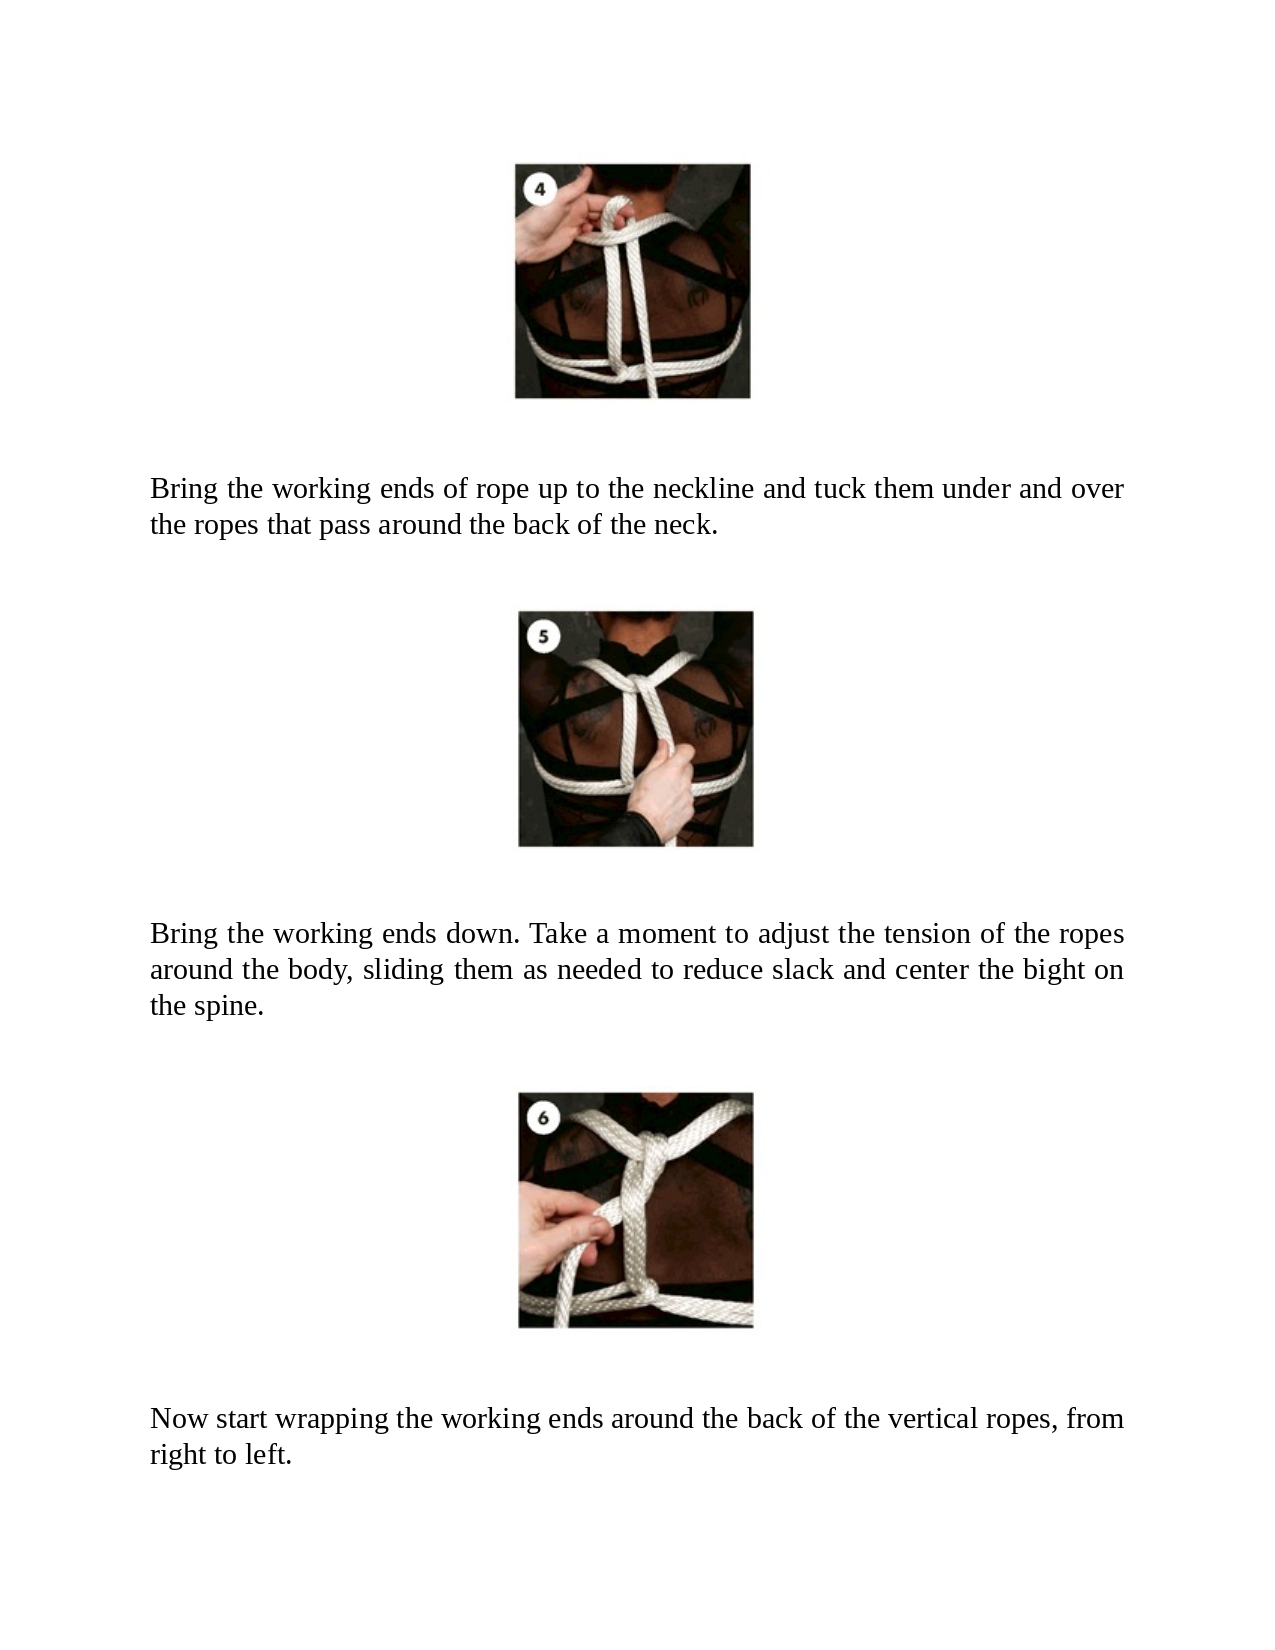 4
Bring the working ends of rope up to the neckline and tuck them under and over
the ropes that pass around the back of the neck.
5
Bring the working ends down. Take a moment to adjust the tension of the ropes
around the body, sliding them as needed to reduce slack and center the bight on
the spine.
6
Now start wrapping the working ends around the back of the vertical ropes, from
right to left.